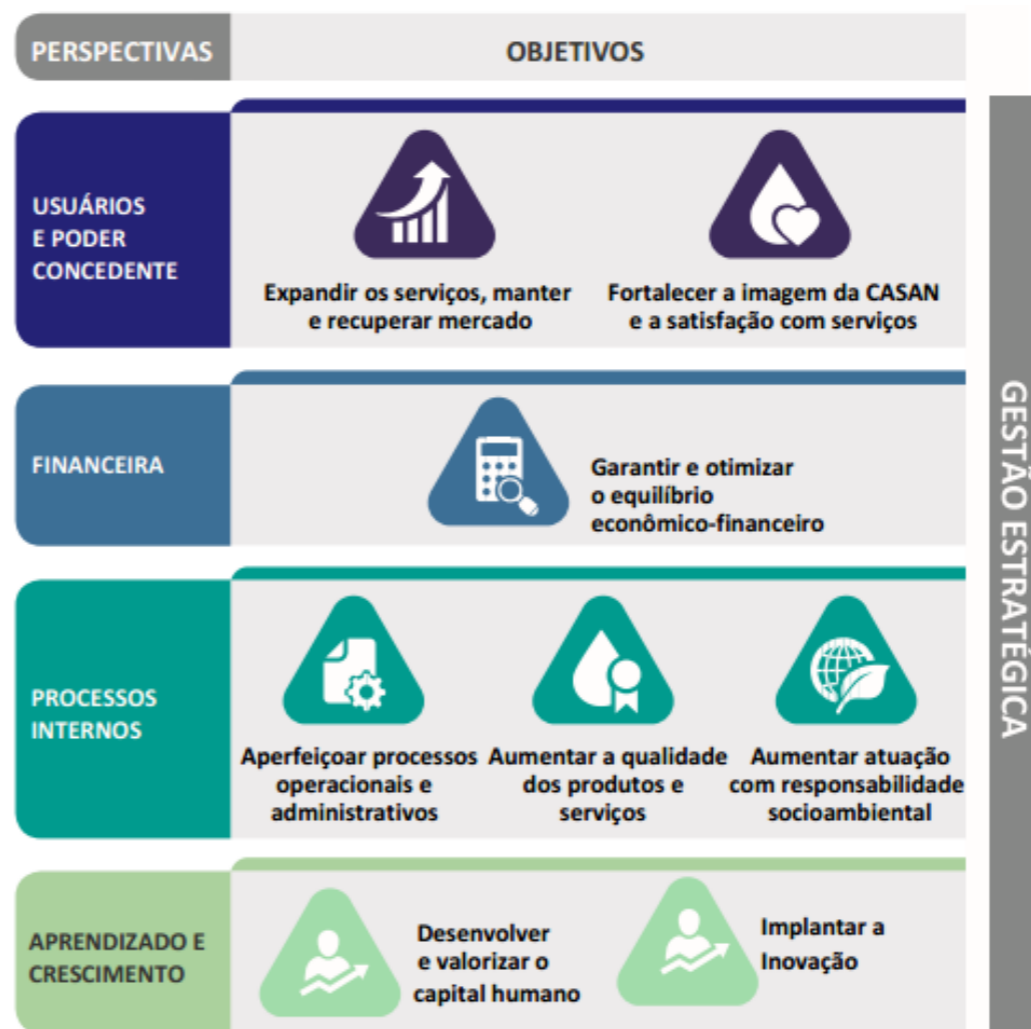 PERSPECTIVAS
OBJETIVOS
USUÁRIOS
E PODER
CONCEDENTE
Expandir os serviços, manter
e recuperar mercado
Fortalecer a imagem da CASAN
e a satisfação com serviços
FINANCEIRA
Garantir e otimizar
o equilíbrio
econômico-financeiro
PROCESSOS
INTERNOS
Aperfeiçoar processos
operacionais e
administrativos
Aumentar a qualidade
dos produtos e
serviços
Aumentar atuação
com responsabilidade
socioambiental
APRENDIZADO E
CRESCIMENTO
Desenvolver
e valorizar o
capital humano
Implantar a
Inovação
GESTÃO ESTRATÉGICA